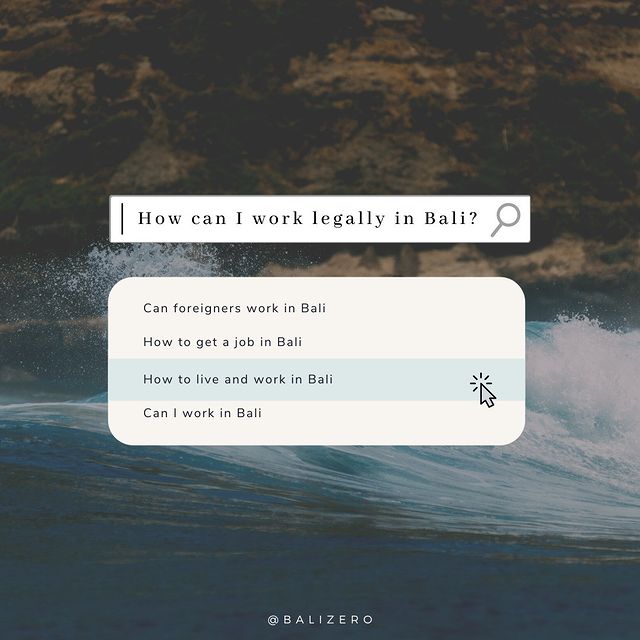 How can I work legally in Bali?
Can foreigners work in Bali
How to get a job in Bali
How to live and work in Bali
Can I work in Bali
@BALIZERO